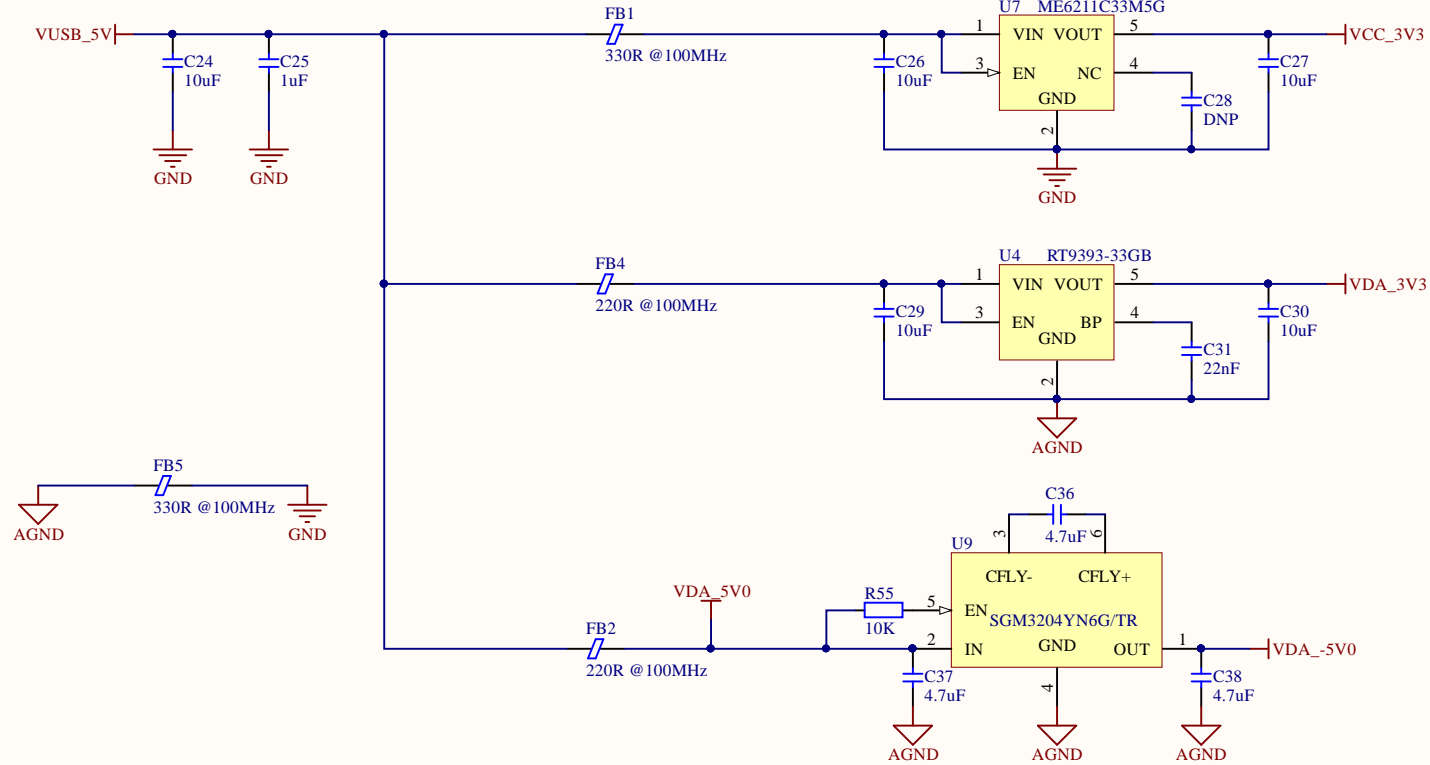 VUSB_5V
C24
10uF
GND
C25
1uF
GND
FB1
330R @100MHz
C26
10uF
U7 ME6211C33M5G
1 VIN VOUT 5
3 EN NC 4
GND
2
GND
C28
DNP
C27
10uF
VCC_3V3
FB4
220R @100MHz
C29
10uF
U4 RT9393-33GB
1 VIN VOUT 5
3 EN BP 4
GND
2
AGND
C31
22nF
C30
10uF
VDA_3V3
FB5
330R @100MHz
AGND
GND
FB2
220R @100MHz
VDA_5V0
R55
10K
C37
4.7uF
AGND
C36
4.7uF
3
6
U9
CFLY- CFLY+
5 EN
SGM3204YN6G/TR
2 IN GND OUT 1
4
AGND
C38
4.7uF
AGND
VDA_-5V0